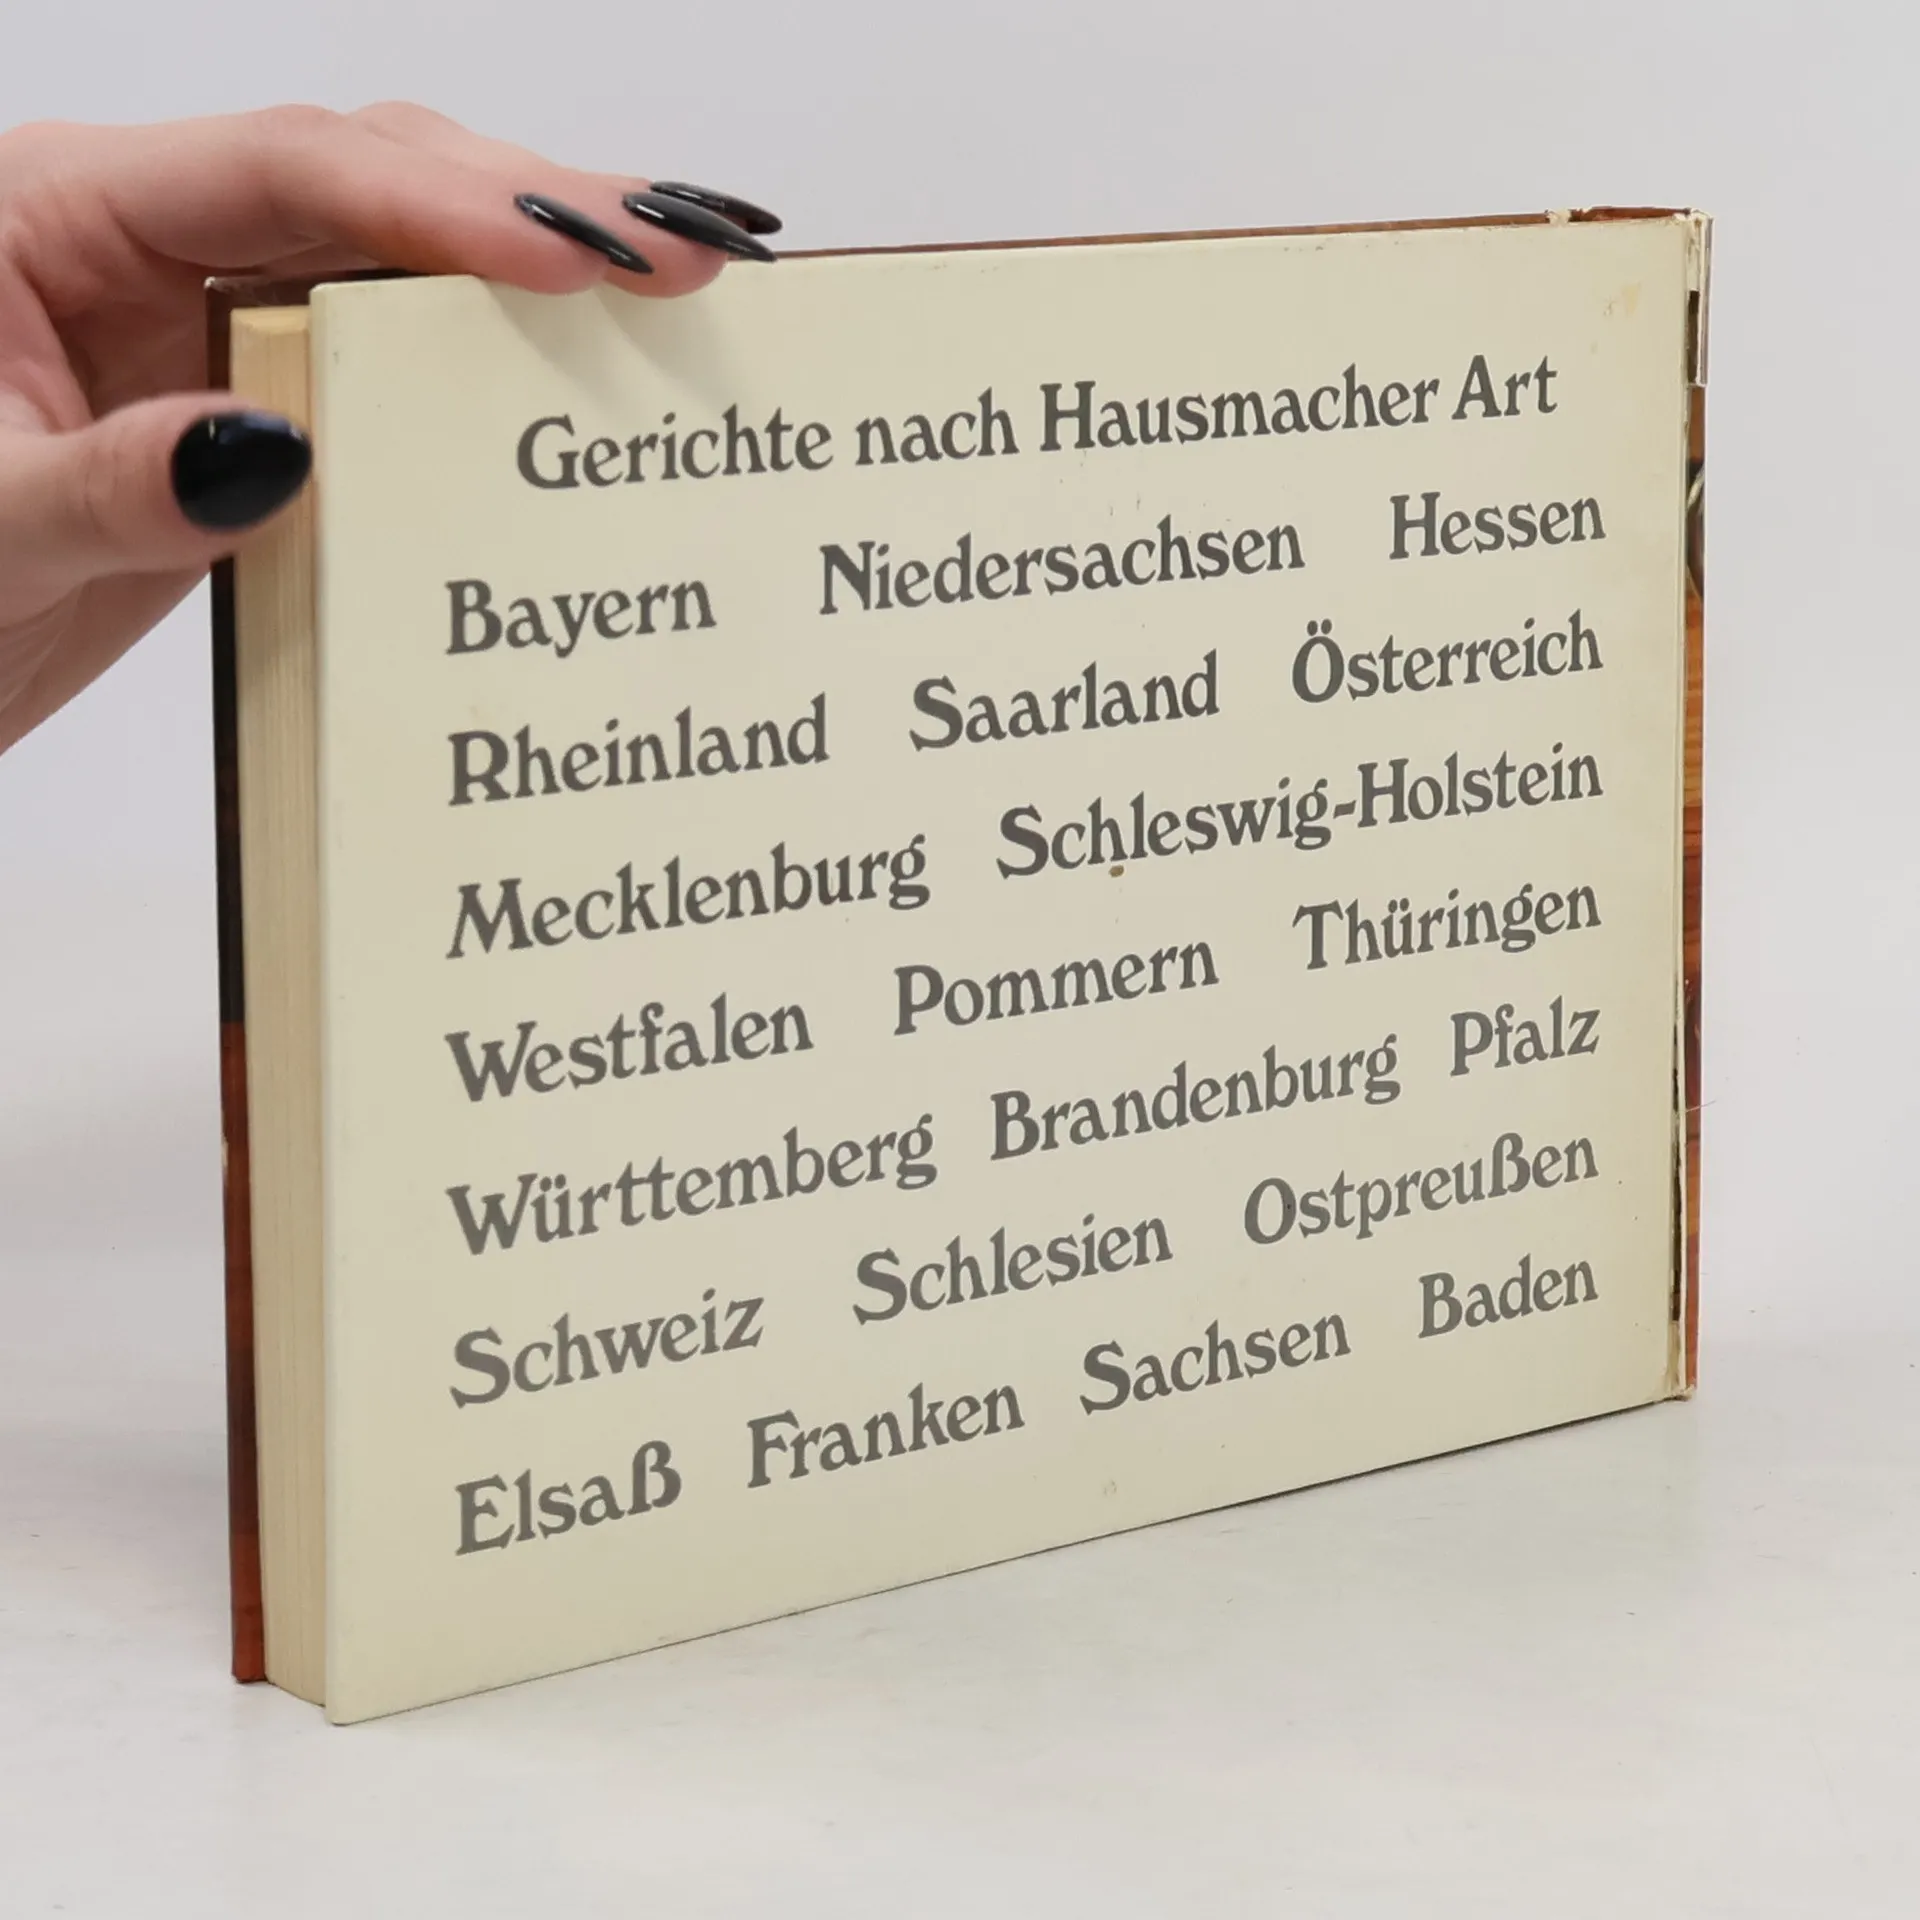 Gerichte nach Hausmacher Art
Bayern Niedersachsen Hessen
Rheinland Saarland Österreich
Mecklenburg Schleswig-Holstein
Westfalen Pommern Thüringen
Württemberg Brandenburg Pfalz
Schweiz Schlesien Ostpreußen
Elsaß Franken Sachsen Baden